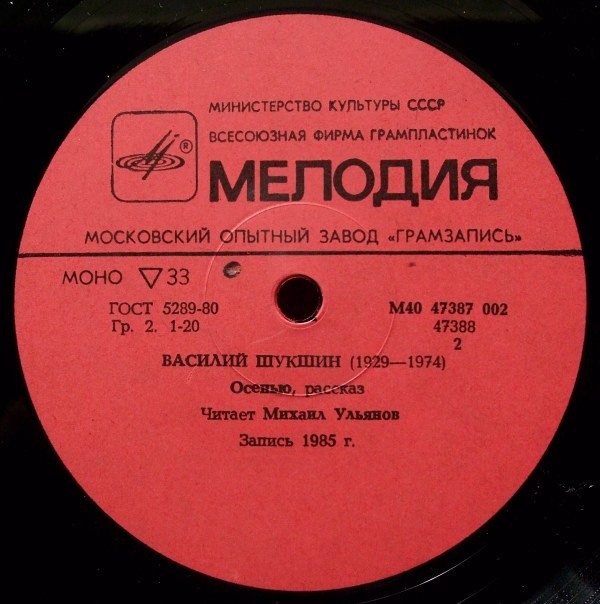 МИНИСТЕРСТВО КУЛЬТУРЫ СССР
ВСЕСОЮЗНАЯ ФИРМА ГРАМПЛАСТИНОК
®
МЕЛОДИЯ
МОСКОВСКИЙ ОПЫТНЫЙ ЗАВОД «ГРАМЗАПИСЬ»
МОНО ▽ 33
ГОСТ 5289-80
Гр. 2. 1-20
М40 47387 002
47388
2
ВАСИЛИЙ ШУКШИН (1929—1974)
Осенью, рассказ
Читает Михаил Ульянов
Запись 1985 г.